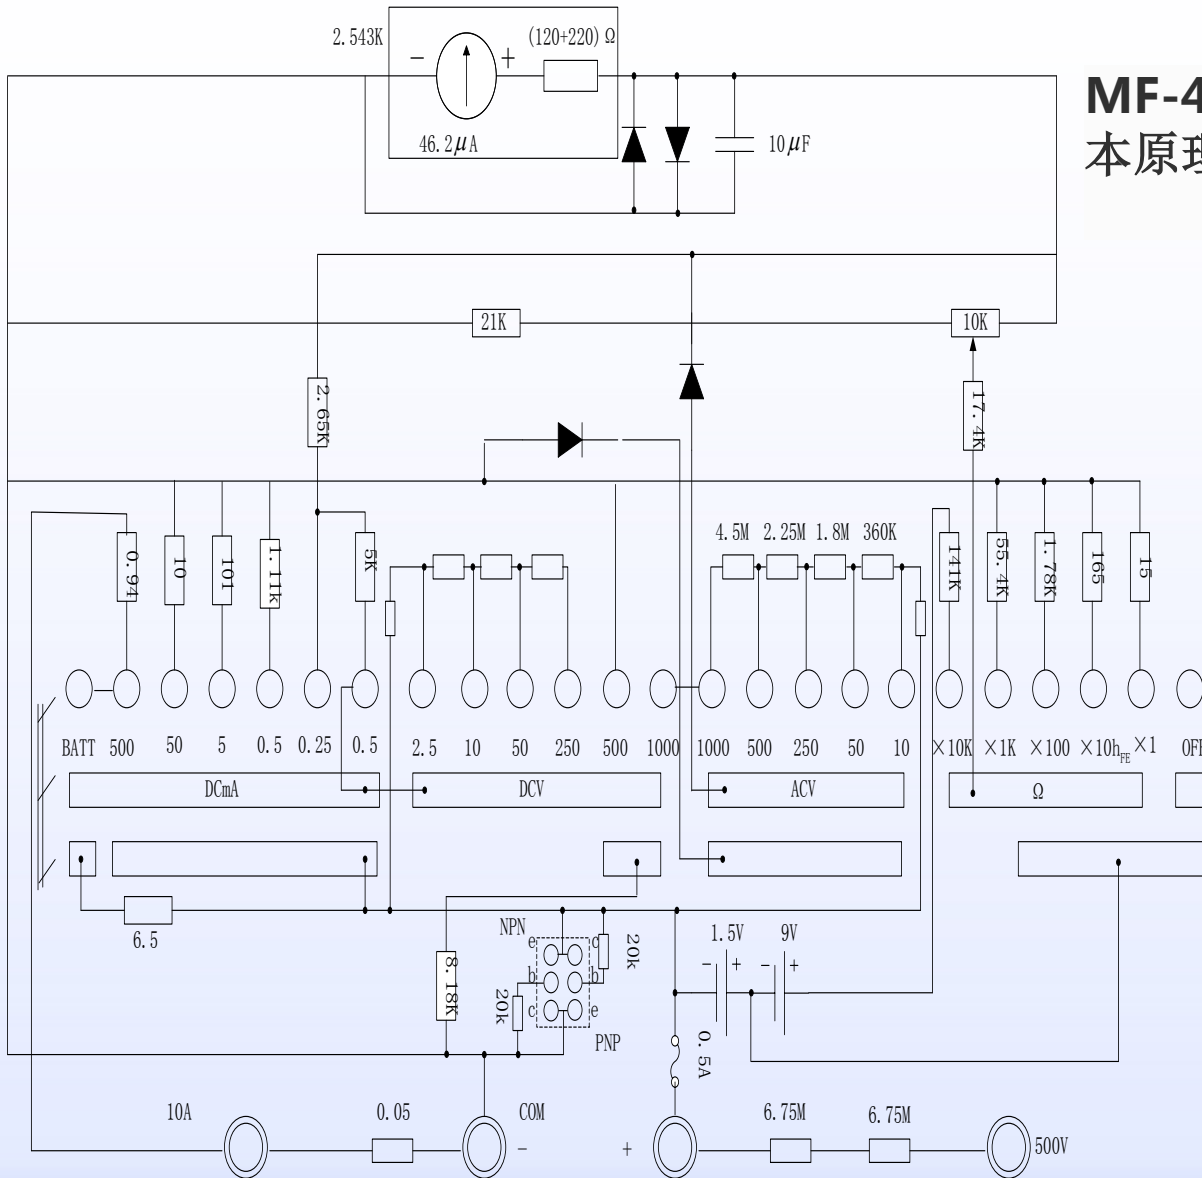 2.543K
(120+220) Ω
−
+
46.2μA
10μF
MF-4
本原理
21K
10K
2.65K
17.4K
4.5M 2.25M 1.8M 360K
0.94
10
101
1.11k
5K
141K
55.4K
1.78K
165
15
BATT 500 50 5 0.5 0.25 0.5 2.5 10 50 250 500 1000 1000 500 250 50 10 ×10K ×1K ×100 ×10hFE ×1 OFF
DCmA
DCV
ACV
Ω
6.5
NPN
1.5V
9V
e
c
20k
− +
− +
b
b
8.18K
20k
c
e
PNP
0.5A
10A
0.05
COM
6.75M
6.75M
−
+
500V